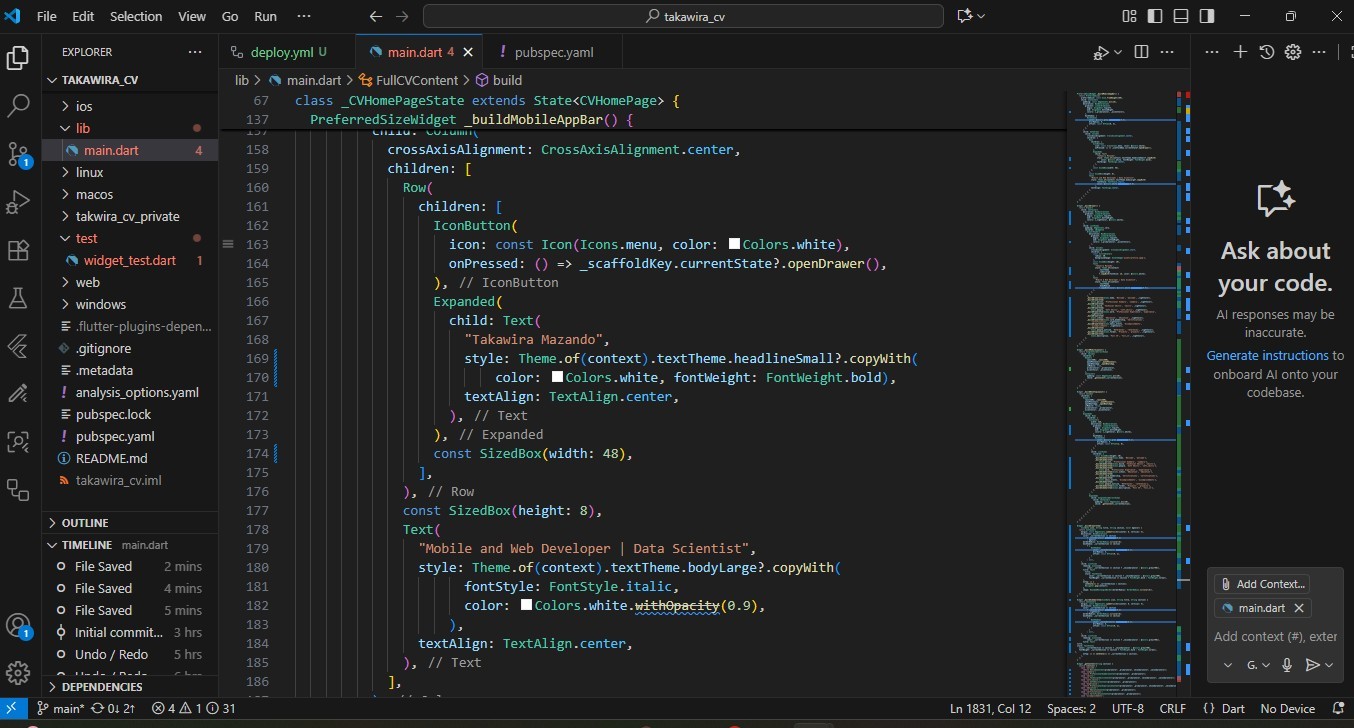 File Edit Selection View Go Run ··· takawira_cv
EXPLORER ···
TAKAWIRA_CV
ios
lib
main.dart 4
linux
macos
takwira_cv_private
test
widget_test.dart 1
web
windows
.flutter-plugins-depen...
.gitignore
.metadata
analysis_options.yaml
pubspec.lock
pubspec.yaml
README.md
takawira_cv.iml
OUTLINE
TIMELINE main.dart
File Saved 2 mins
File Saved 4 mins
File Saved 5 mins
Initial commit... 3 hrs
Undo / Redo 5 hrs
DEPENDENCIES
deploy.yml U main.dart 4 pubspec.yaml
lib > main.dart > FullCVContent > build
67 class _CVHomePageState extends State<CVHomePage> {
137 PreferredSizeWidget _buildMobileAppBar() {
157 child: Column(
158 crossAxisAlignment: CrossAxisAlignment.center,
159 children: [
160 Row(
161 children: [
162 IconButton(
163 icon: const Icon(Icons.menu, color: Colors.white),
164 onPressed: () => _scaffoldKey.currentState?.openDrawer(),
165 ), // IconButton
166 Expanded(
167 child: Text(
168 "Takawira Mazando",
169 style: Theme.of(context).textTheme.headlineSmall?.copyWith(
170 color: Colors.white, fontWeight: FontWeight.bold),
171 textAlign: TextAlign.center,
172 ), // Text
173 ), // Expanded
174 const SizedBox(width: 48),
175 ],
176 ), // Row
177 const SizedBox(height: 8),
178 Text(
179 "Mobile and Web Developer | Data Scientist",
180 style: Theme.of(context).textTheme.bodyLarge?.copyWith(
181 fontStyle: FontStyle.italic,
182 color: Colors.white.withOpacity(0.9),
183 ),
184 textAlign: TextAlign.center,
185 ), // Text
186 ],
Ask about
your code.
AI responses may be
inaccurate.
Generate instructions to
onboard AI onto your
codebase.
Add Context...
main.dart
Add context (#), exter
G.
main* 0↓ 2↑ 4 1 31 Ln 1831, Col 12 Spaces: 2 UTF-8 CRLF {} Dart No Device